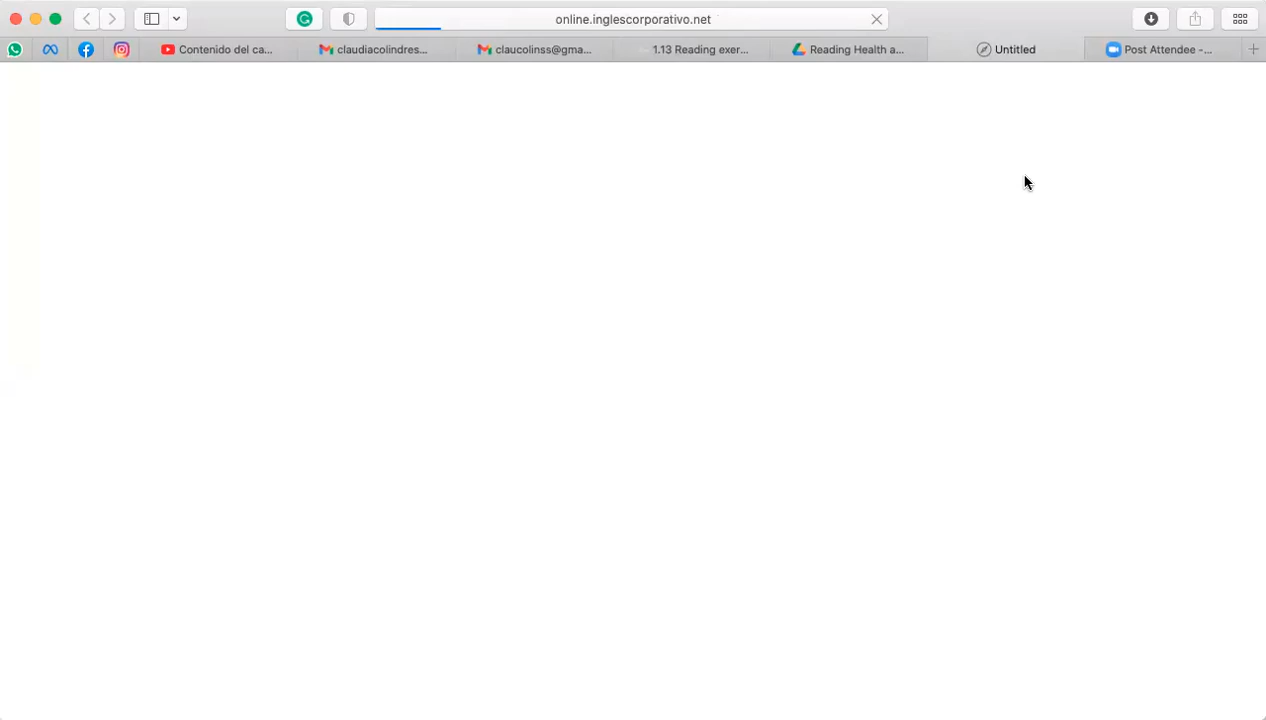 online.inglescorporativo.net
Contenido del ca...
claudiacolindres...
claucolinss@gma...
1.13 Reading exer...
Reading Health a...
Untitled
Post Attendee -...